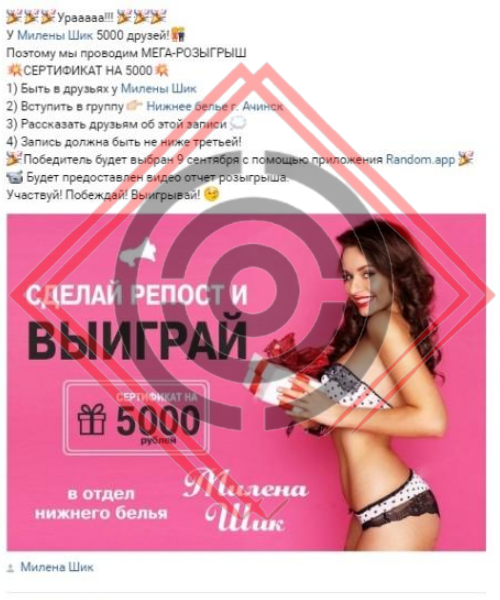 🎉🎉🎉Урааааа!!! 🎉🎉🎉
У Милены Шик 5000 друзей!👯
Поэтому мы проводим МЕГА-РОЗЫГРЫШ
💥СЕРТИФИКАТ НА 5000💥
1) Быть в друзьях у Милены Шик
2) Вступить в группу 👉 Нижнее белье г. Ачинск
3) Рассказать друзьям об этой записи 💭
4) Запись должна быть не ниже третьей!
🎉Победитель будет выбран 9 сентября с помощью приложения Random.app 🎉
📹 Будет предоставлен видео отчет розыгрыша.
Участвуй! Побеждай! Выигрывай! 😉
СДЕЛАЙ РЕПОСТ И
ВЫИГРАЙ
СЕРТИФИКАТ НА
5000
рублей
в отдел
нижнего белья
Милена
Шик
Милена Шик